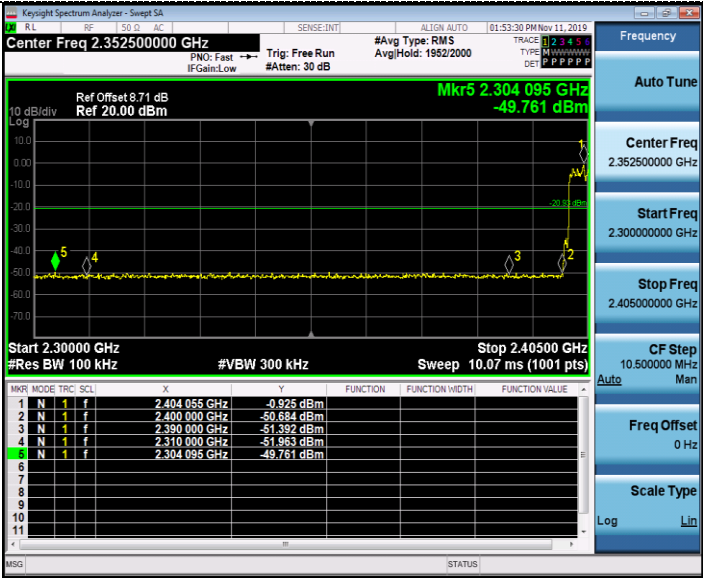 Keysight Spectrum Analyzer - Swept SA
RL RF 50 Ω AC SENSE:INT ALIGN AUTO 01:53:30 PM Nov 11, 2019
Center Freq 2.352500000 GHz
PNO: Fast
IFGain:Low
Trig: Free Run
#Atten: 30 dB
#Avg Type: RMS
Avg|Hold: 1952/2000
TRACE 1 2 3 4 5 6
TYPE MWWWWW
DET P P P P P P
Ref Offset 8.71 dB
10 dB/div Ref 20.00 dBm
Log
Mkr5 2.304 095 GHz
-49.761 dBm
10.0
0.00
-10.0
-20.0
-30.0
-40.0
-50.0
-60.0
-70.0
1
-20.93 dBm
5
4
3
2
Start 2.30000 GHz Stop 2.40500 GHz
#Res BW 100 kHz #VBW 300 kHz Sweep 10.07 ms (1001 pts)
MKR MODE TRC SCL X Y FUNCTION FUNCTION WIDTH FUNCTION VALUE
1 N 1 f 2.404 055 GHz -0.925 dBm
2 N 1 f 2.400 000 GHz -50.684 dBm
3 N 1 f 2.390 000 GHz -51.392 dBm
4 N 1 f 2.310 000 GHz -51.963 dBm
5 N 1 f 2.304 095 GHz -49.761 dBm
6
7
8
9
10
11
MSG STATUS
Frequency
Auto Tune
Center Freq
2.352500000 GHz
Start Freq
2.300000000 GHz
Stop Freq
2.405000000 GHz
CF Step
10.500000 MHz
Auto Man
Freq Offset
0 Hz
Scale Type
Log Lin